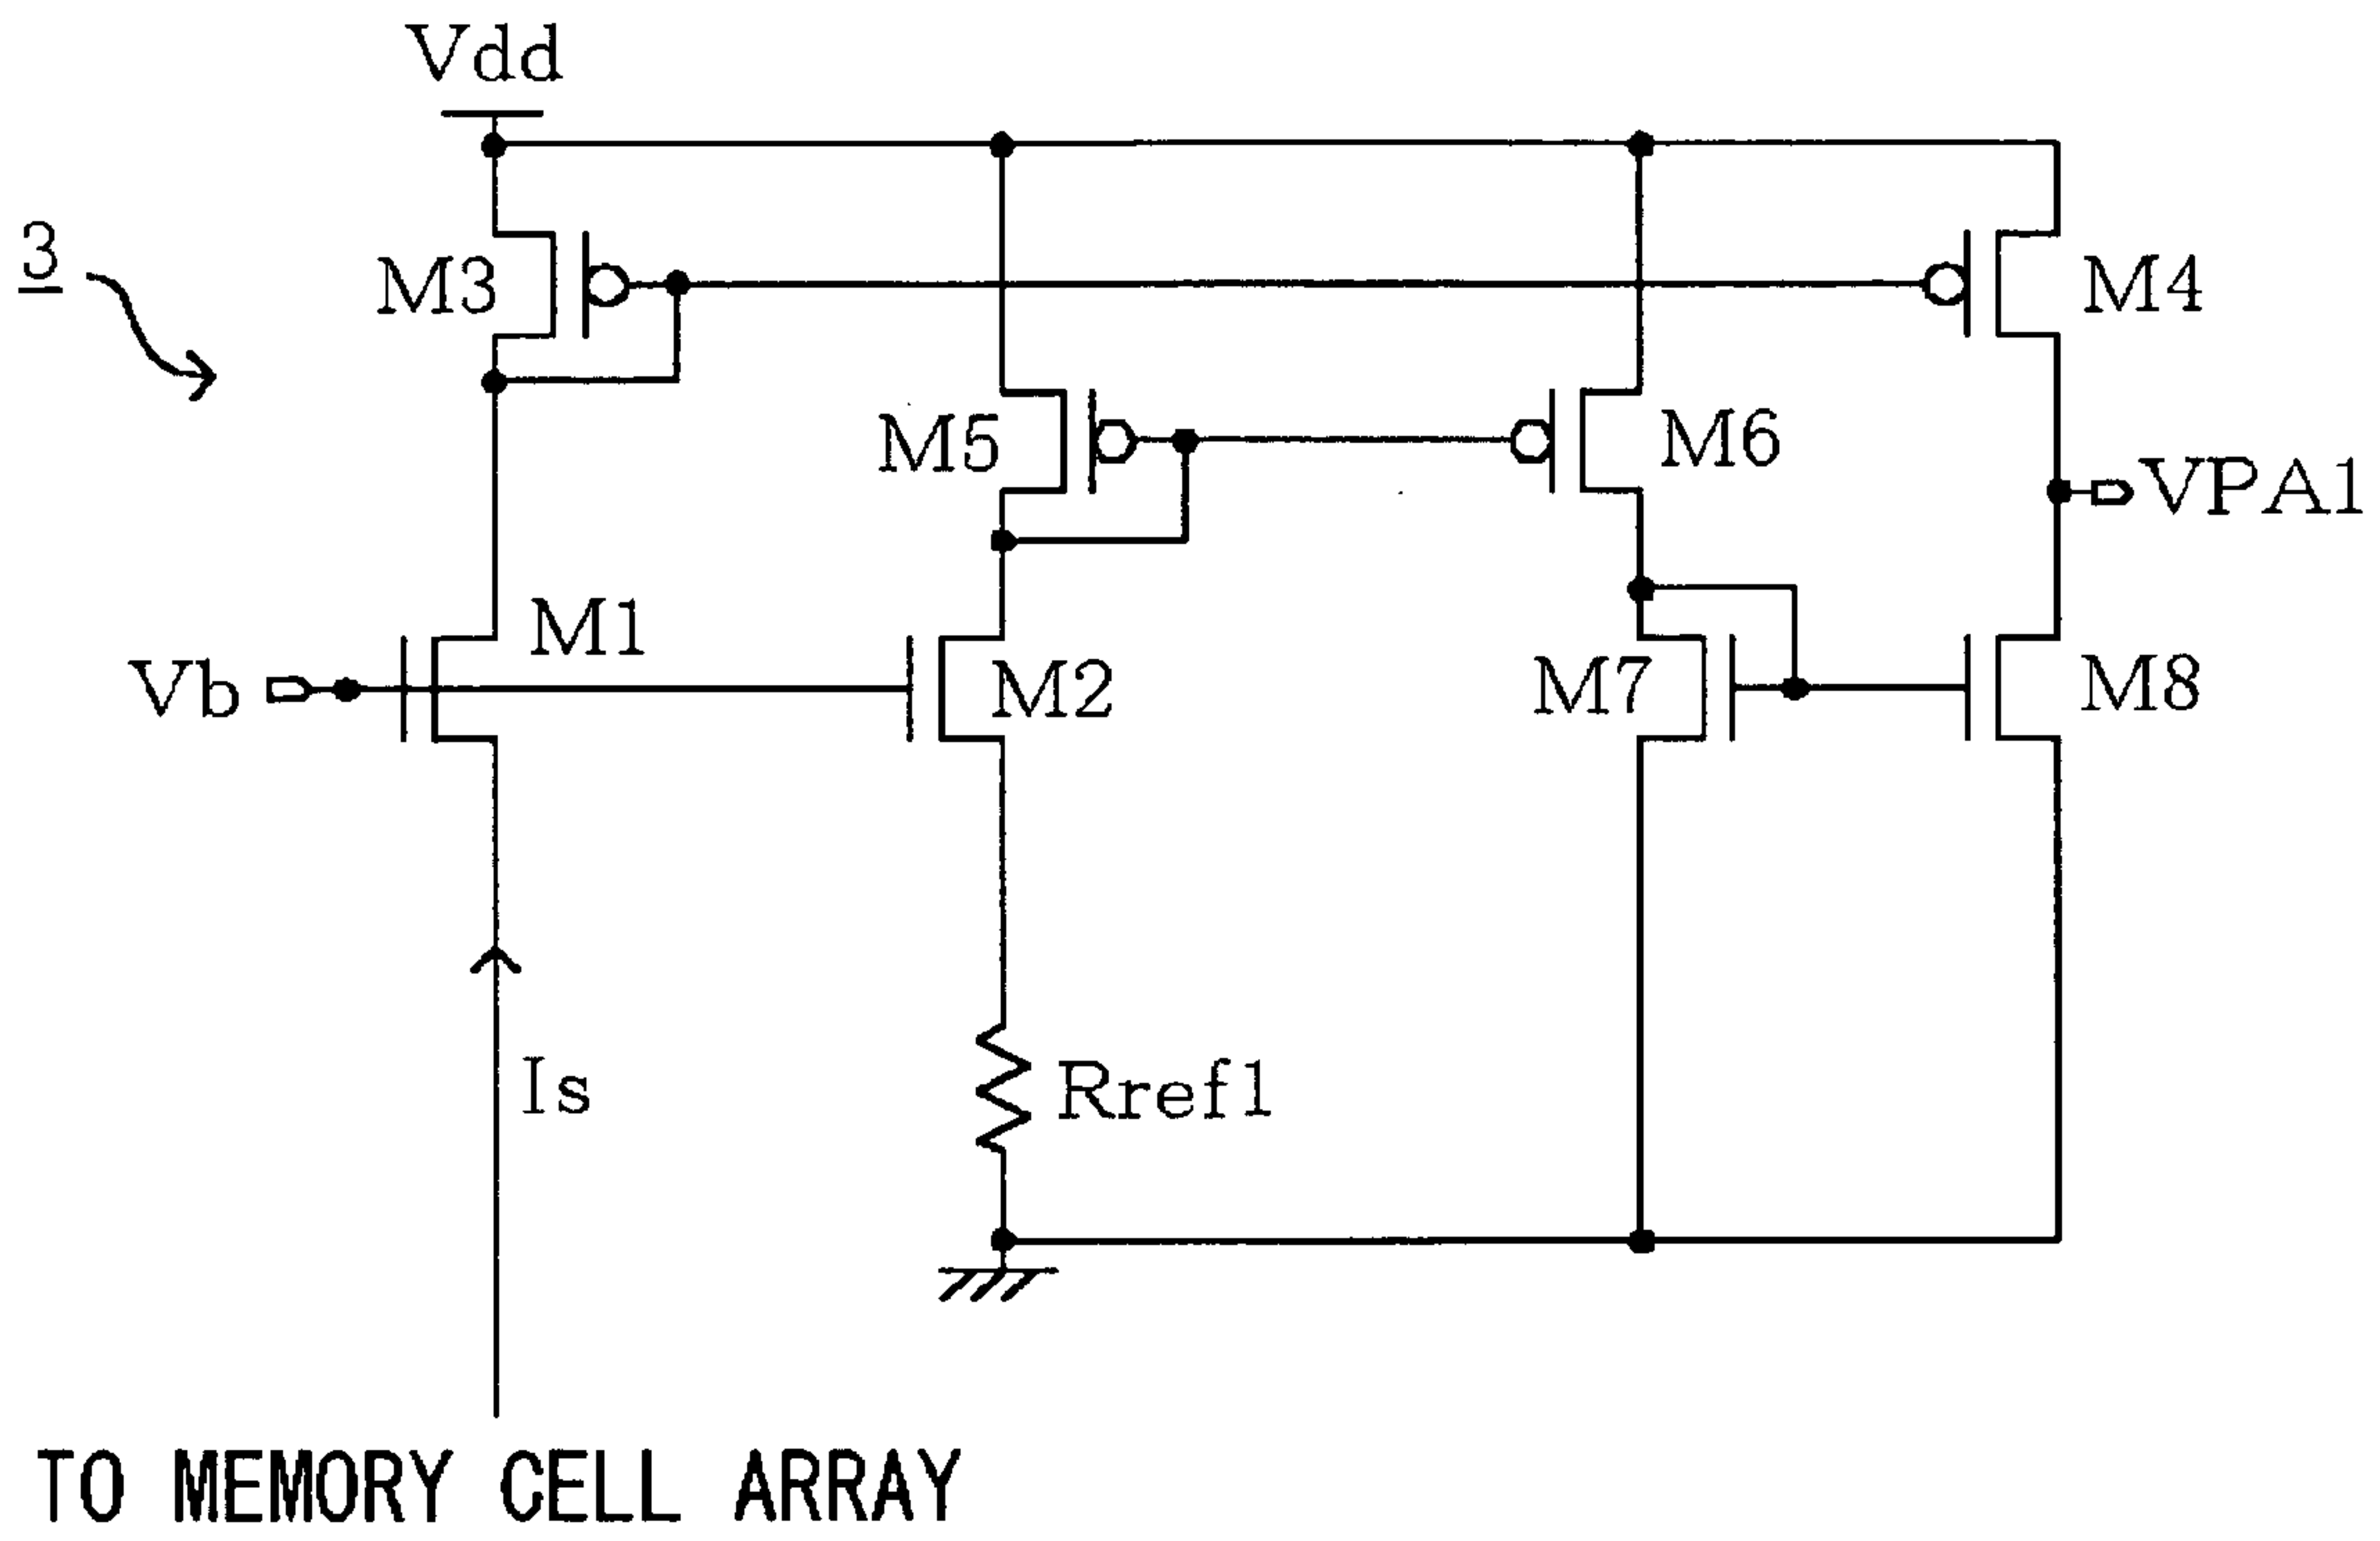 Vdd
3
M3
M4
M5
M6
VPA1
M1
Vb
M2
M7
M8
Is
Rref1
TO MEMORY CELL ARRAY